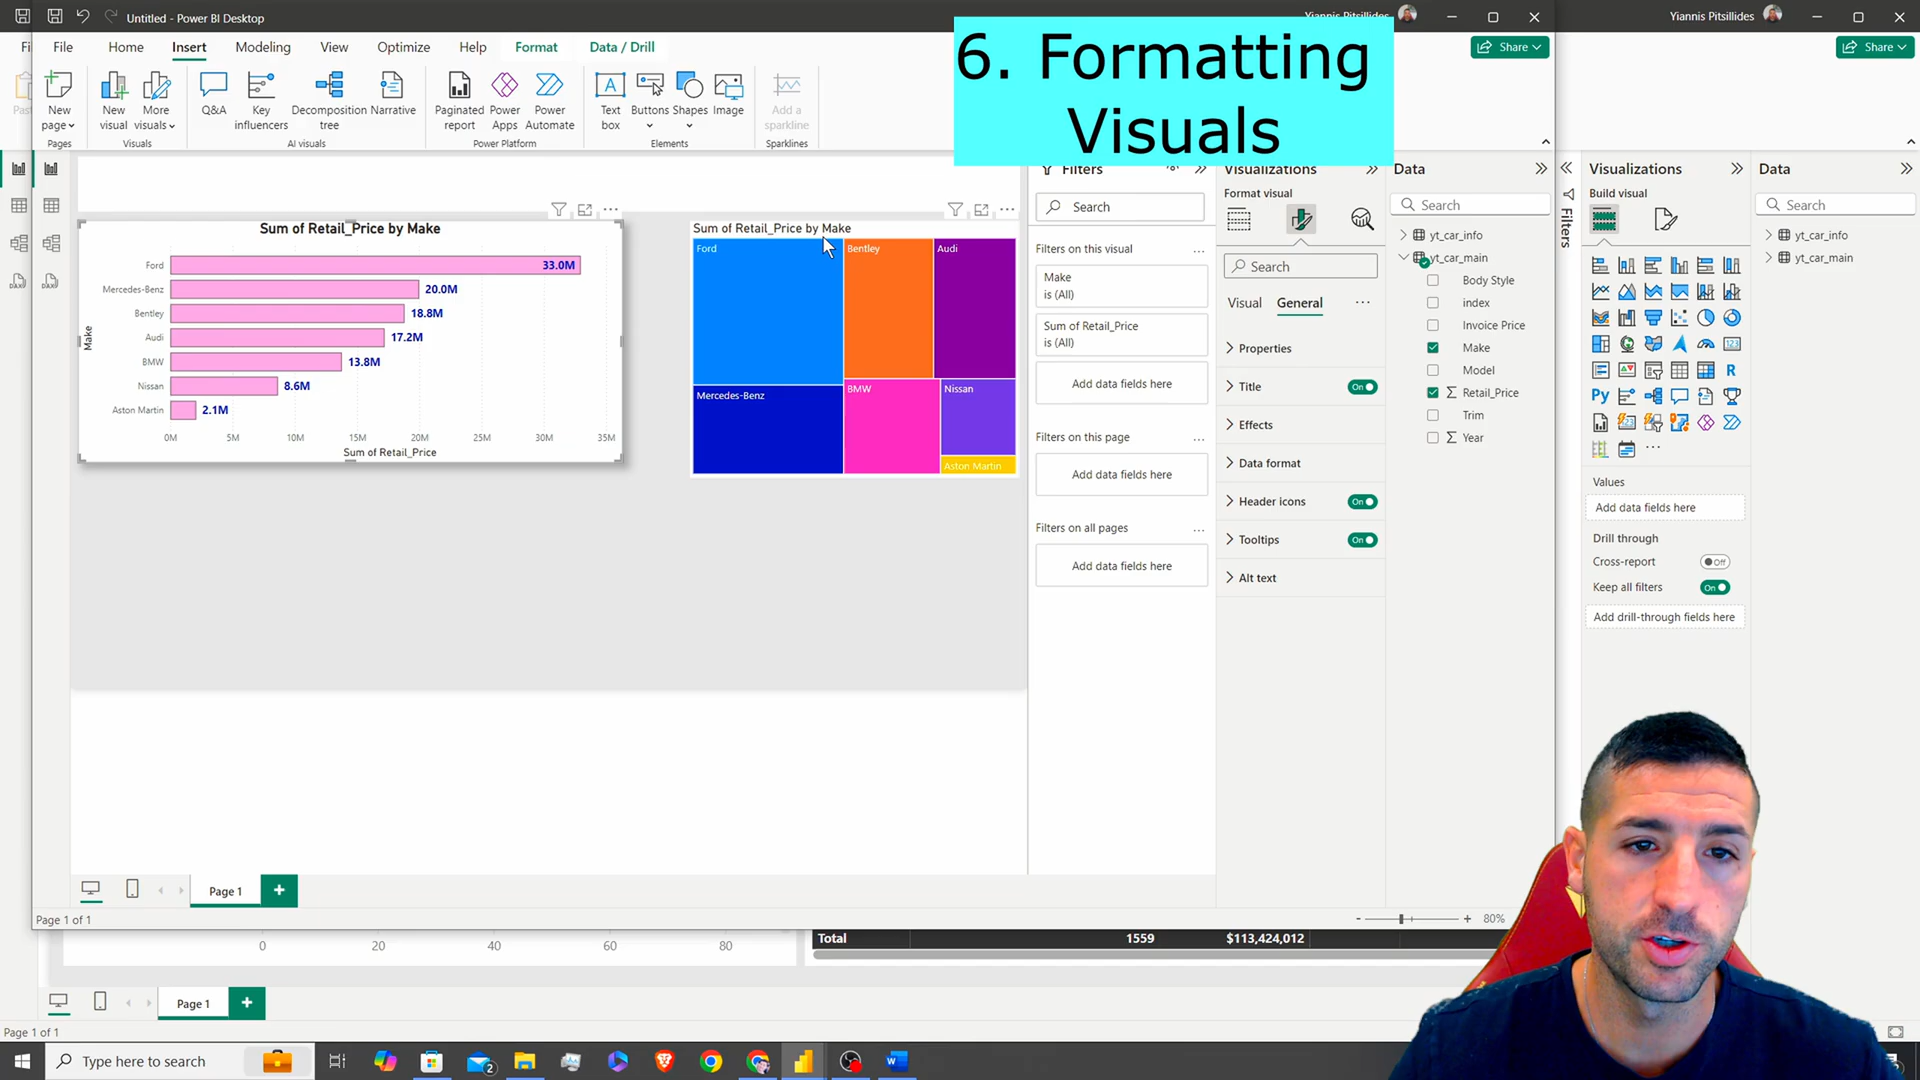 Untitled - Power BI Desktop
Yiannis Pitsillides
Yiannis Pitsillides
6. Formatting
Visuals
File
Home
Insert
Modeling
View
Optimize
Help
Format
Data / Drill
Share
Share
New
page
New
visual
More
visuals
Q&A
Key
influencers
Decomposition
tree
Narrative
Paginated
report
Power
Apps
Power
Automate
Text
box
Buttons
Shapes
Image
Add a
sparkline
Pages
Visuals
AI visuals
Power Platform
Elements
Sparklines
Sum of Retail_Price by Make
Ford
33.0M
Mercedes-Benz
20.0M
Bentley
18.8M
Audi
17.2M
BMW
13.8M
Nissan
8.6M
Aston Martin
2.1M
Make
0M 5M 10M 15M 20M 25M 30M 35M
Sum of Retail_Price
Sum of Retail_Price by Make
Ford
Bentley
Audi
Mercedes-Benz
BMW
Nissan
Aston Martin
Filters
Search
Filters on this visual
Make
is (All)
Sum of Retail_Price
is (All)
Add data fields here
Filters on this page
Add data fields here
Filters on all pages
Add data fields here
Visualizations
Format visual
Search
Visual
General
Properties
Title
On
Effects
Data format
Header icons
On
Tooltips
On
Alt text
Data
Search
yt_car_info
yt_car_main
Body Style
index
Invoice Price
Make
Model
Retail_Price
Trim
Year
Filters
Visualizations
Build visual
Values
Add data fields here
Drill through
Cross-report
Off
Keep all filters
On
Add drill-through fields here
Data
Search
yt_car_info
yt_car_main
Page 1
Page 1 of 1
80%
0 20 40 60 80
Total 1559 $113,424,012
Page 1
Page 1 of 1
Type here to search